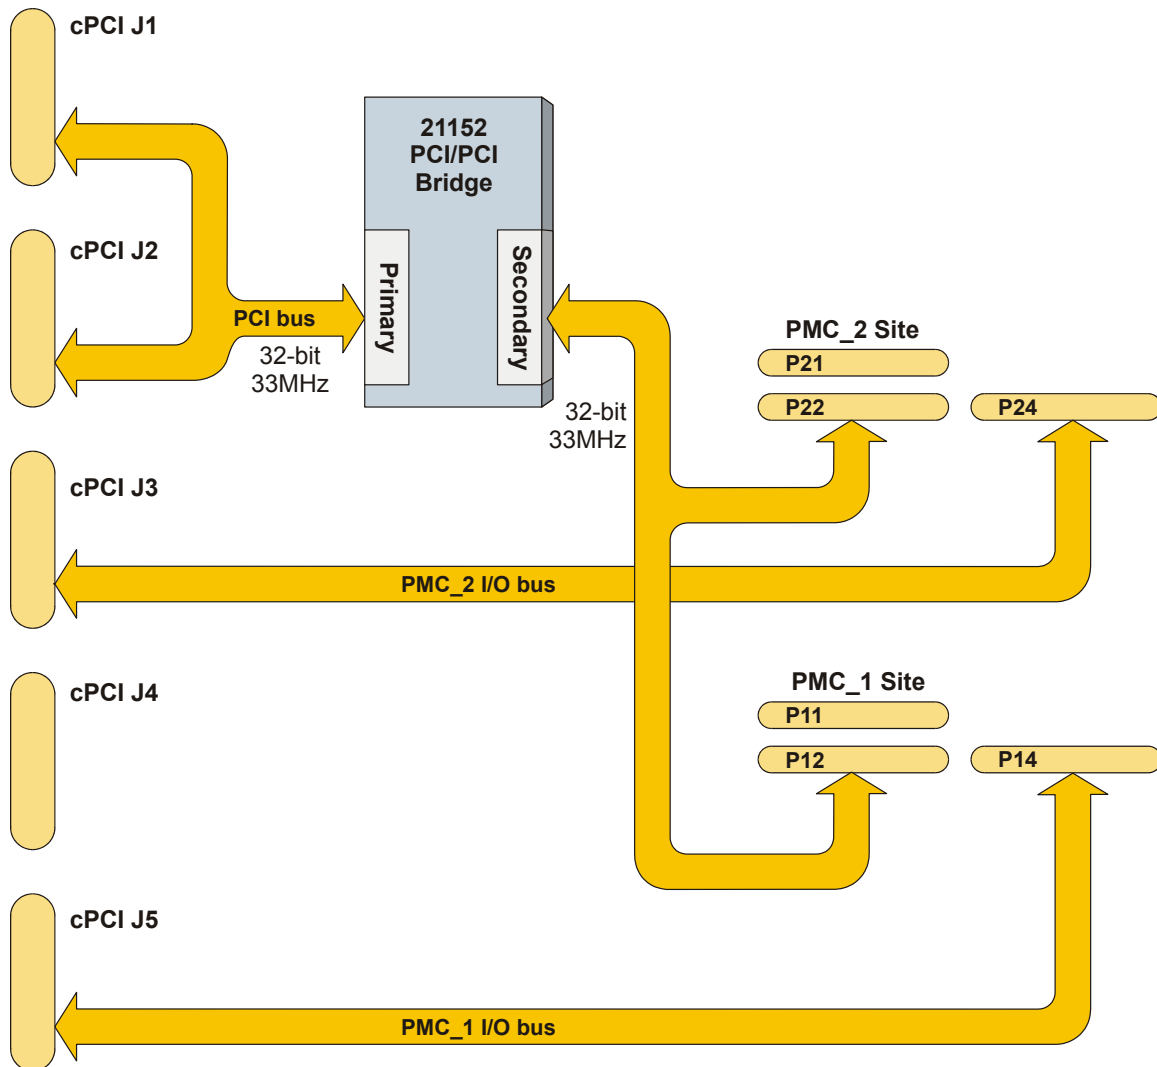 cPCI J1
21152
PCI/PCI
Bridge
cPCI J2
Primary
Secondary
PCI bus
32-bit
33MHz
PMC_2 Site
P21
P22
P24
32-bit
33MHz
cPCI J3
PMC_2 I/O bus
cPCI J4
PMC_1 Site
P11
P12
P14
cPCI J5
PMC_1 I/O bus